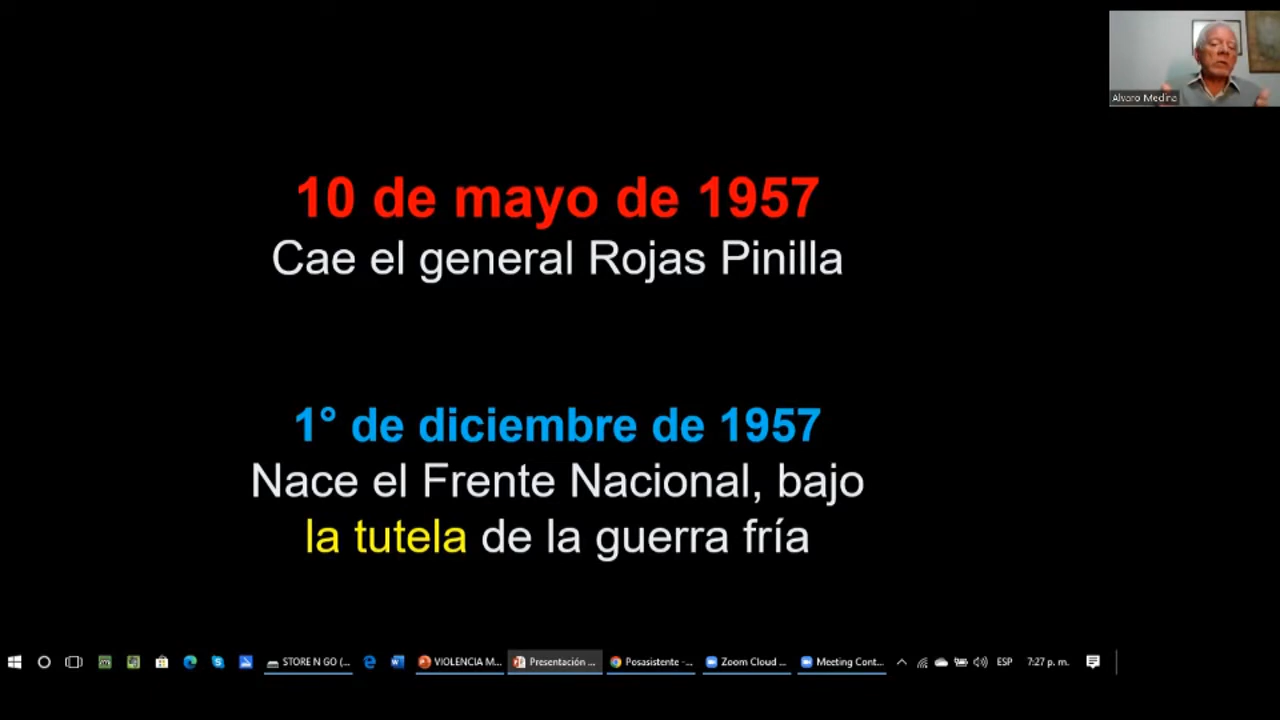 Alvaro Medina
10 de mayo de 1957
Cae el general Rojas Pinilla
1° de diciembre de 1957
Nace el Frente Nacional, bajo
la tutela de la guerra fría
STORE N GO (... VIOLENCIA M... Presentación ... Posasistente -... Zoom Cloud ... Meeting Cont... ESP 7:27 p. m.